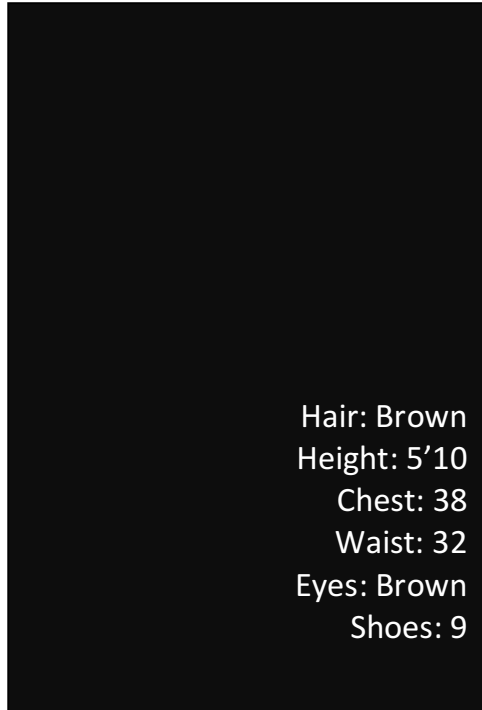 Hair: Brown
Height: 5’10
Chest: 38
Waist: 32
Eyes: Brown
Shoes: 9